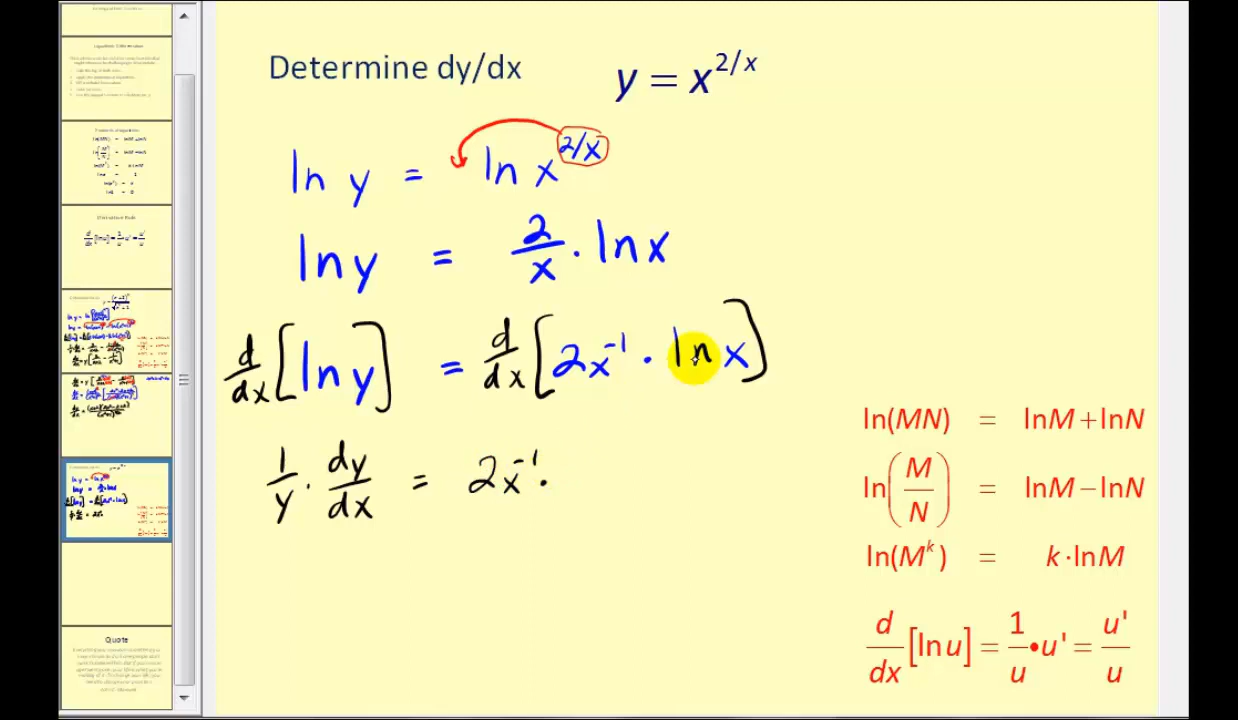 Determine dy/dx y = x^{2/x}
ln y = ln x^{2/x}
ln y = 2/x · ln x
d/dx [ln y] = d/dx [2x^{-1} · ln x]
1/y · dy/dx = 2x^{-1} ·
ln(MN) = lnM + lnN
ln(M/N) = lnM − lnN
ln(M^k) = k·lnM
d/dx [ln u] = 1/u • u' = u'/u
Quote